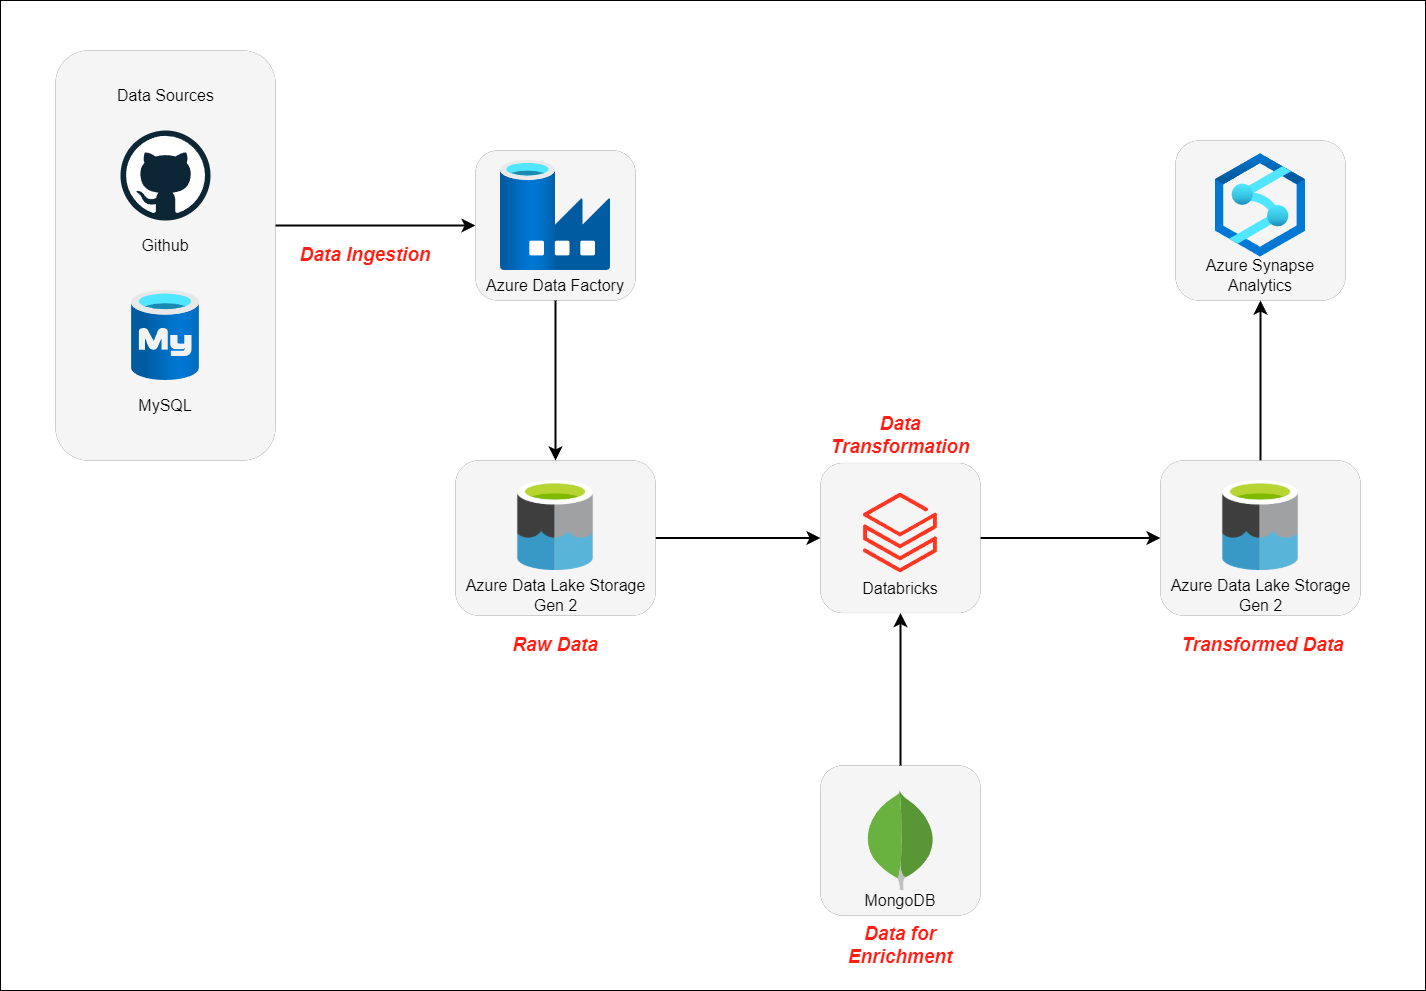 Data Sources
Github
My
MySQL
Data Ingestion
Azure Data Factory
Azure Synapse
Analytics
Azure Data Lake Storage
Gen 2
Raw Data
Data
Transformation
Databricks
Azure Data Lake Storage
Gen 2
Transformed Data
MongoDB
Data for
Enrichment